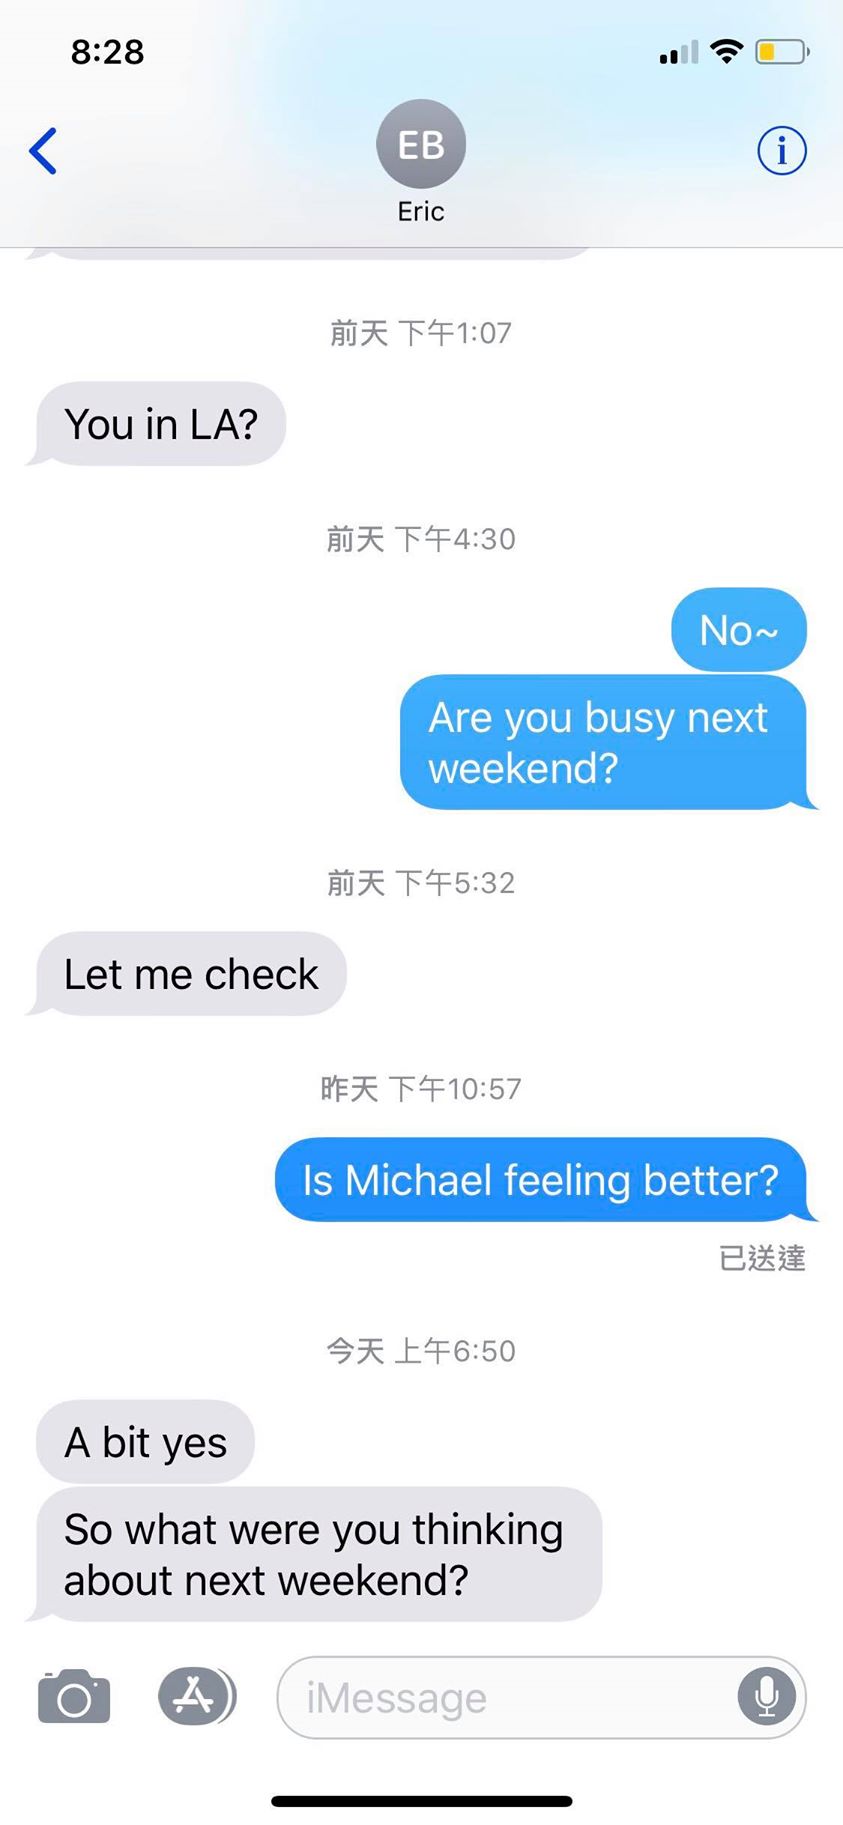 8:28
EB
Eric
前天 下午1:07
You in LA?
前天 下午4:30
No~
Are you busy next
weekend?
前天 下午5:32
Let me check
昨天 下午10:57
Is Michael feeling better?
已送達
今天 上午6:50
A bit yes
So what were you thinking
about next weekend?
iMessage